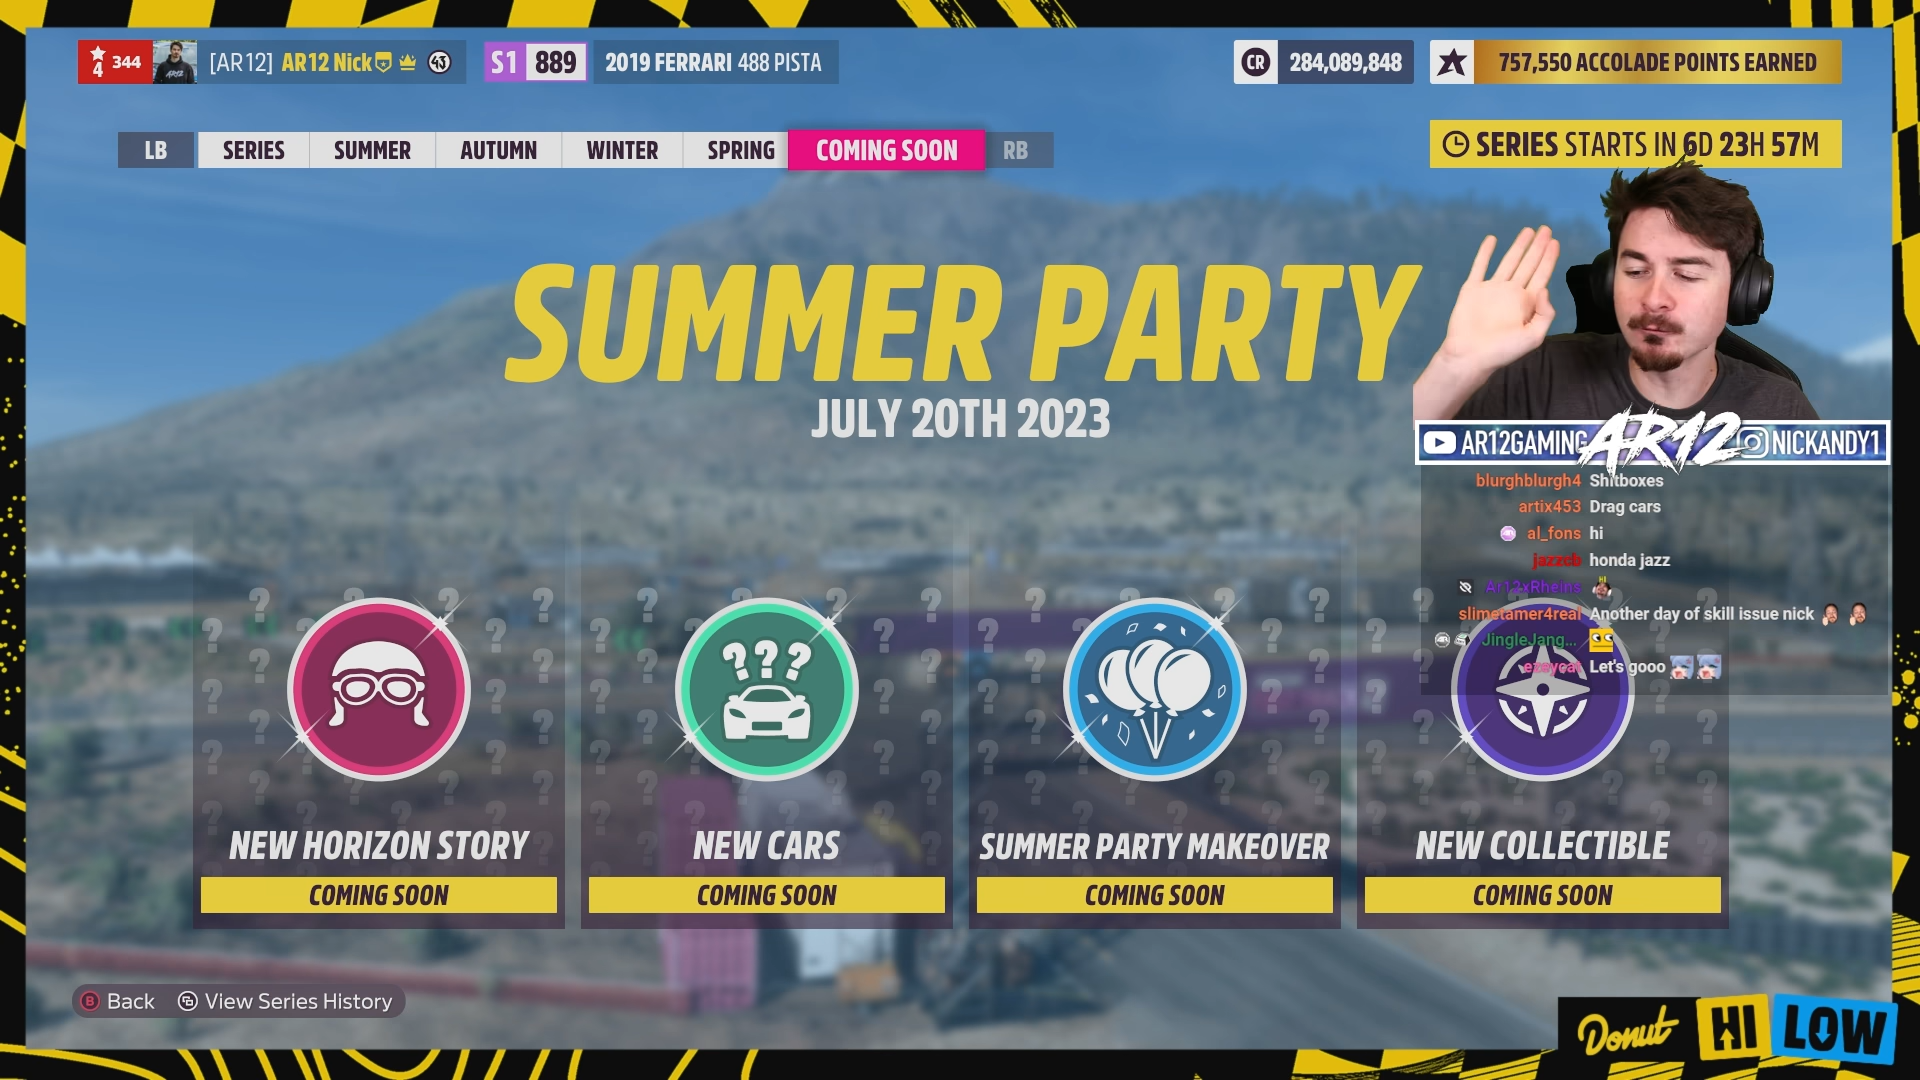 4 344 [AR12] AR12 Nick 43 S1 889 2019 FERRARI 488 PISTA CR 284,089,848 757,550 ACCOLADE POINTS EARNED
LB SERIES SUMMER AUTUMN WINTER SPRING COMING SOON RB
SERIES STARTS IN 6D 23H 57M
SUMMER PARTY
JULY 20TH 2023
AR12GAMING AR12 NICKANDY1
blurghblurgh4 Shitboxes
artix453 Drag cars
al_fons hi
jazzcb honda jazz
Ar12xRheins
slimetamer4real Another day of skill issue nick
JingleJang...
Let's gooo
? ? ?
NEW HORIZON STORY
COMING SOON
NEW CARS
COMING SOON
SUMMER PARTY MAKEOVER
COMING SOON
NEW COLLECTIBLE
COMING SOON
B Back View Series History
Donut HI LOW